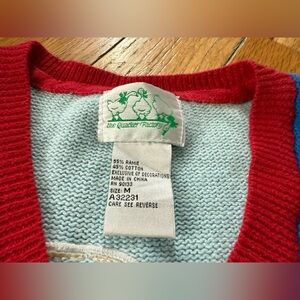 the Quacker Factory
55% RAMIE
45% COTTON
EXCLUSIVE OF DECORATIONS
MADE IN CHINA
RN 90133
SIZE: M
A32231
CARE SEE REVERSE